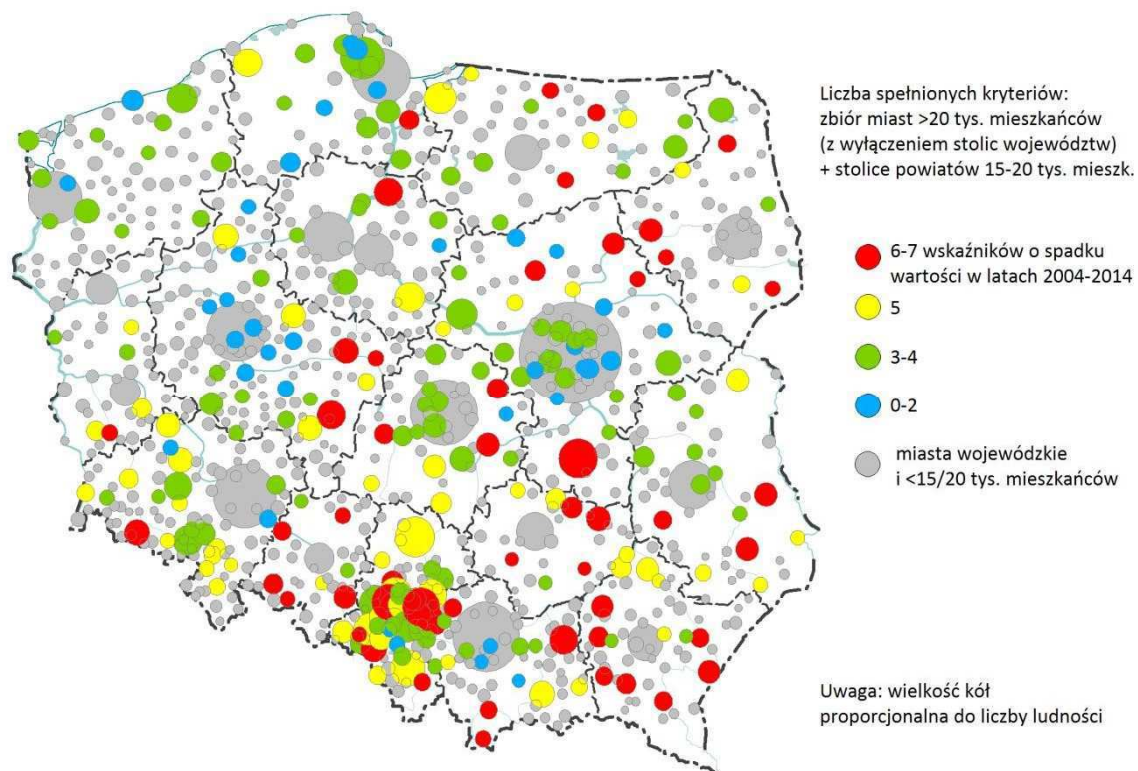 Liczba spełnionych kryteriów:
zbiór miast >20 tys. mieszkańców
(z wyłączeniem stolic województw)
+ stolice powiatów 15-20 tys. mieszk.
6-7 wskaźników o spadku
wartości w latach 2004-2014
5
3-4
0-2
miasta wojewódzkie
i <15/20 tys. mieszkańców
Uwaga: wielkość kół
proporcjonalna do liczby ludności